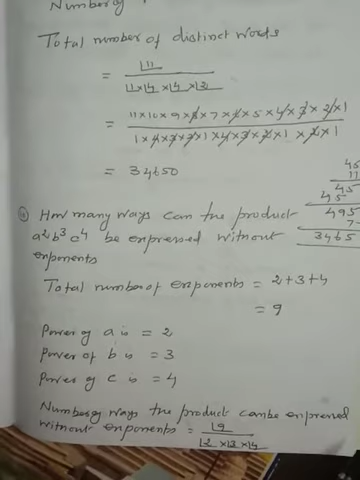 Number of
Total number of distinct words
= ⌊11 / ⌊1 × ⌊4 × ⌊4 × ⌊2
= 11×10×9×8×7×6×5×4×3×2×1 / 1×4×3×2×1×4×3×2×1×2×1
= 34650
45
11
45
45
495
7
3465
How many ways can the product
a²b³c⁴ be expressed without
exponents
Total number of exponents = 2+3+4
= 9
Power of a is = 2
Power of b is = 3
Power of c is = 4
Number of ways the product can be expressed
without exponents = ⌊9 / ⌊2 × ⌊3 × ⌊4